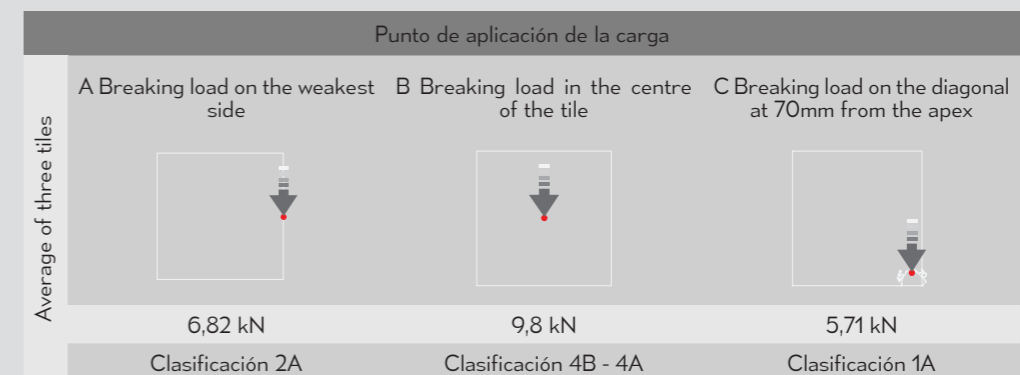 Punto de aplicación de la carga
Average of three tiles
A Breaking load on the weakest
side
B Breaking load in the centre
of the tile
C Breaking load on the diagonal
at 70mm from the apex
6,82 kN
9,8 kN
5,71 kN
Clasificación 2A
Clasificación 4B - 4A
Clasificación 1A